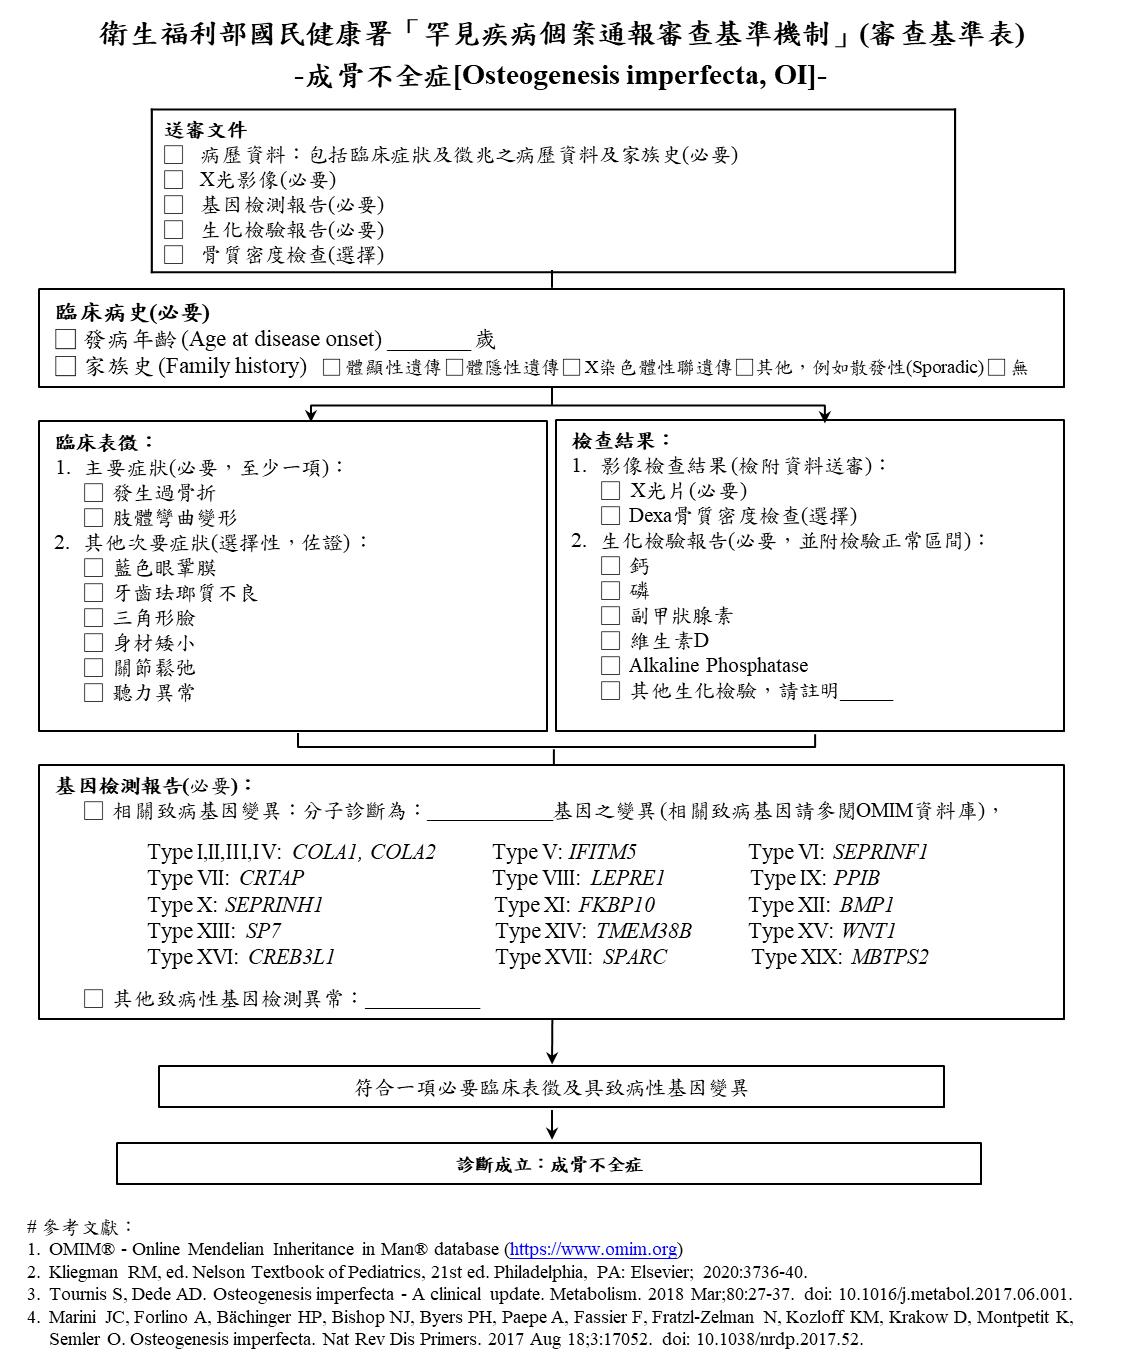 衛生福利部國民健康署「罕見疾病個案通報審查基準機制」(審查基準表)
-成骨不全症[Osteogenesis imperfecta, OI]-
送審文件
□ 病歷資料：包括臨床症狀及徵兆之病歷資料及家族史(必要)
□ X光影像(必要)
□ 基因檢測報告(必要)
□ 生化檢驗報告(必要)
□ 骨質密度檢查(選擇)
臨床病史(必要)
□ 發病年齡(Age at disease onset) ________ 歲
□ 家族史(Family history) □ 體顯性遺傳 □ 體隱性遺傳 □ X染色體性聯遺傳 □ 其他，例如散發性(Sporadic) □ 無
臨床表徵：
1. 主要症狀(必要，至少一項)：
□ 發生過骨折
□ 肢體彎曲變形
2. 其他次要症狀(選擇性，佐證)：
□ 藍色眼鞏膜
□ 牙齒珐瑯質不良
□ 三角形臉
□ 身材矮小
□ 關節鬆弛
□ 聽力異常
檢查結果：
1. 影像檢查結果(檢附資料送審)：
□ X光片(必要)
□ Dexa骨質密度檢查(選擇)
2. 生化檢驗報告(必要，並附檢驗正常區間)：
□ 鈣
□ 磷
□ 副甲狀腺素
□ 維生素D
□ Alkaline Phosphatase
□ 其他生化檢驗，請註明_____
基因檢測報告(必要)：
□ 相關致病基因變異：分子診斷為：____________基因之變異(相關致病基因請參閱OMIM資料庫)，
Type I,II,III,IV: COLA1, COLA2 Type V: IFITM5 Type VI: SEPRINF1
Type VII: CRTAP Type VIII: LEPRE1 Type IX: PPIB
Type X: SEPRINH1 Type XI: FKBP10 Type XII: BMP1
Type XIII: SP7 Type XIV: TMEM38B Type XV: WNT1
Type XVI: CREB3L1 Type XVII: SPARC Type XIX: MBTPS2
□ 其他致病性基因檢測異常：___________
符合一項必要臨床表徵及具致病性基因變異
診斷成立：成骨不全症
# 參考文獻：
1. OMIM® - Online Mendelian Inheritance in Man® database (https://www.omim.org)
2. Kliegman RM, ed. Nelson Textbook of Pediatrics, 21st ed. Philadelphia, PA: Elsevier; 2020:3736-40.
3. Tournis S, Dede AD. Osteogenesis imperfecta - A clinical update. Metabolism. 2018 Mar;80:27-37. doi: 10.1016/j.metabol.2017.06.001.
4. Marini JC, Forlino A, Bächinger HP, Bishop NJ, Byers PH, Paepe A, Fassier F, Fratzl-Zelman N, Kozloff KM, Krakow D, Montpetit K,
Semler O. Osteogenesis imperfecta. Nat Rev Dis Primers. 2017 Aug 18;3:17052. doi: 10.1038/nrdp.2017.52.